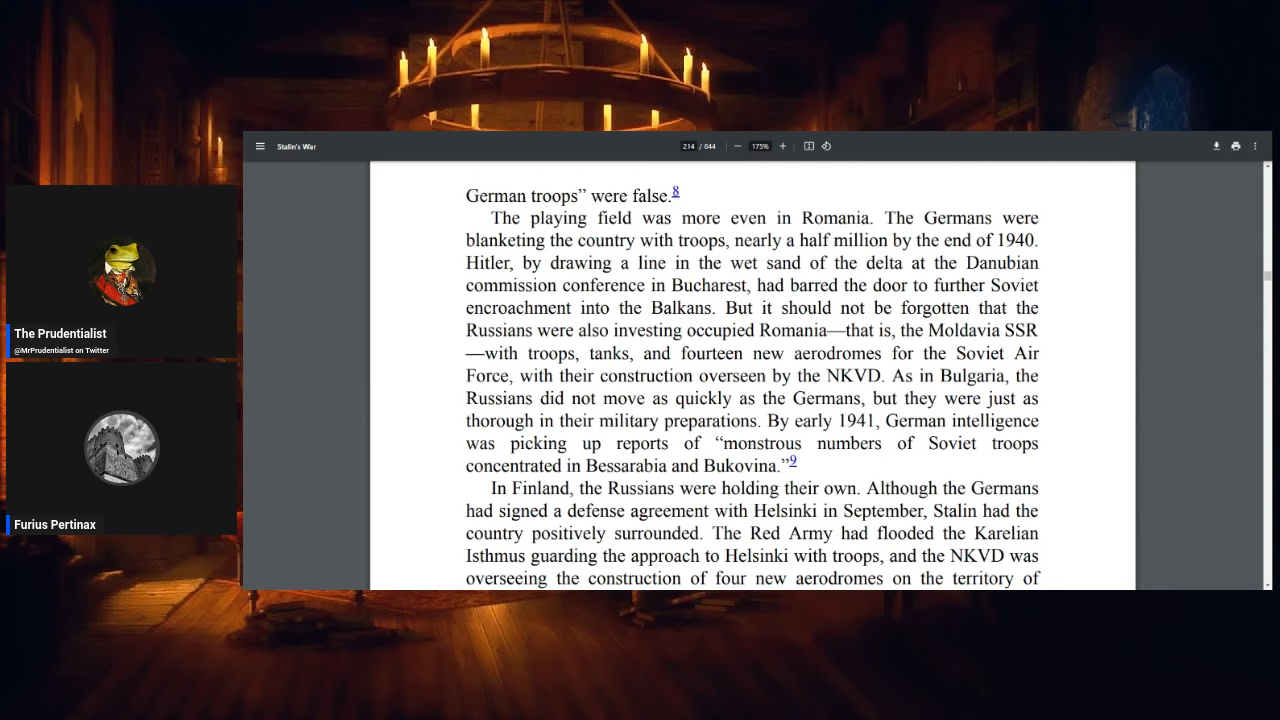 Stalin's War
214 / 844
175%
German troops” were false.8
The playing field was more even in Romania. The Germans were
blanketing the country with troops, nearly a half million by the end of 1940.
Hitler, by drawing a line in the wet sand of the delta at the Danubian
commission conference in Bucharest, had barred the door to further Soviet
encroachment into the Balkans. But it should not be forgotten that the
Russians were also investing occupied Romania—that is, the Moldavia SSR
—with troops, tanks, and fourteen new aerodromes for the Soviet Air
Force, with their construction overseen by the NKVD. As in Bulgaria, the
Russians did not move as quickly as the Germans, but they were just as
thorough in their military preparations. By early 1941, German intelligence
was picking up reports of “monstrous numbers of Soviet troops
concentrated in Bessarabia and Bukovina.”9
In Finland, the Russians were holding their own. Although the Germans
had signed a defense agreement with Helsinki in September, Stalin had the
country positively surrounded. The Red Army had flooded the Karelian
Isthmus guarding the approach to Helsinki with troops, and the NKVD was
overseeing the construction of four new aerodromes on the territory of
The Prudentialist
@MrPrudentialist on Twitter
Furius Pertinax